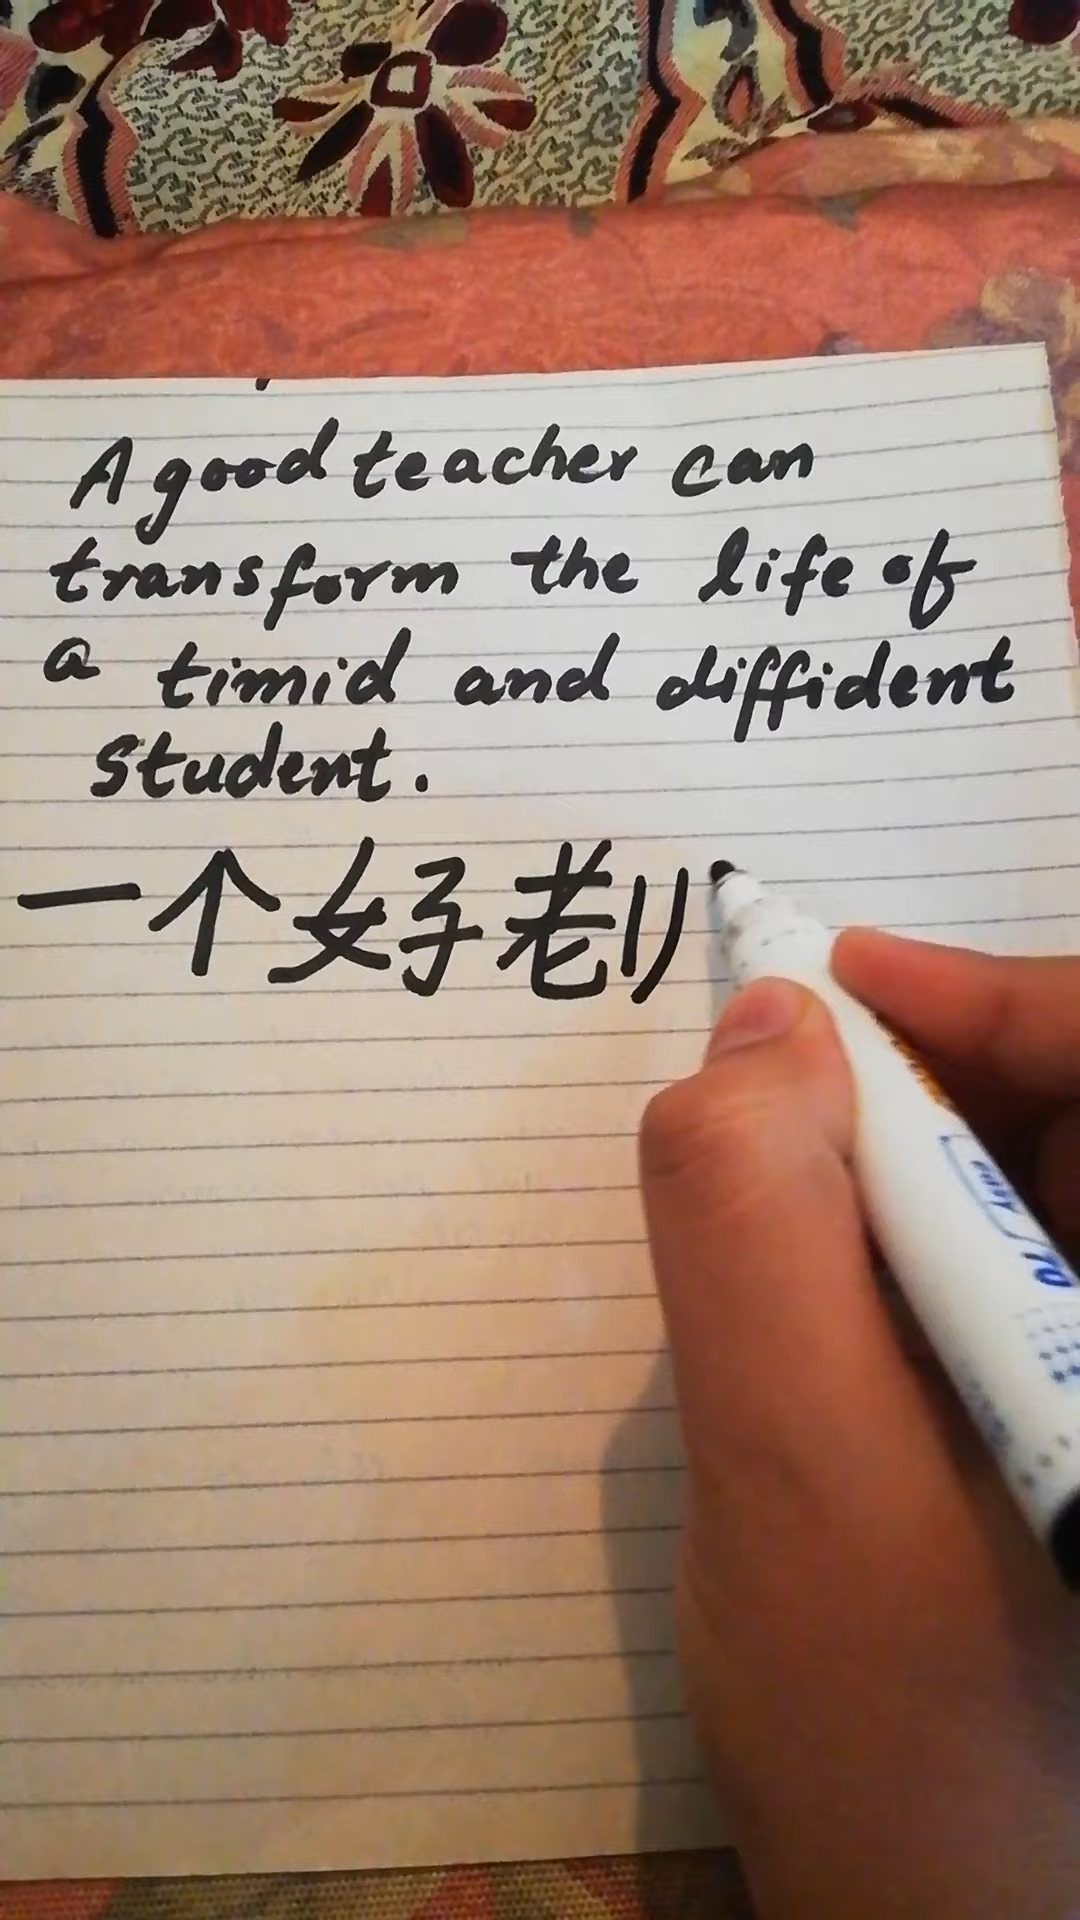 A good teacher can
transform the life of
a timid and diffident
student.
一个好老